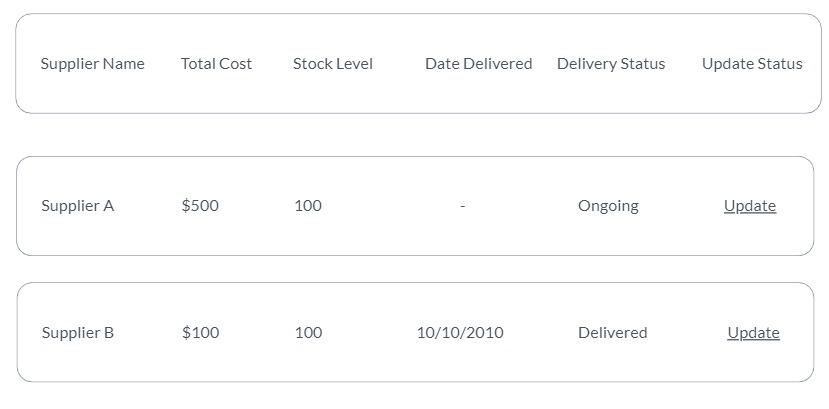 Supplier Name Total Cost Stock Level Date Delivered Delivery Status Update Status
Supplier A $500 100 - Ongoing Update
Supplier B $100 100 10/10/2010 Delivered Update